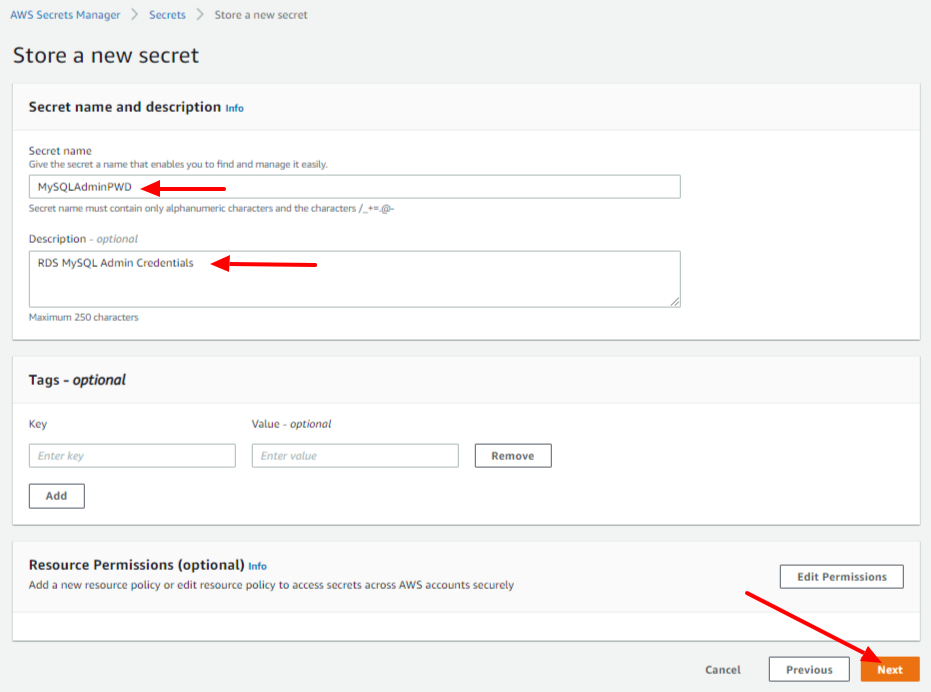 AWS Secrets Manager > Secrets > Store a new secret
Store a new secret
Secret name and description Info
Secret name
Give the secret a name that enables you to find and manage it easily.
MySQLAdminPWD
Secret name must contain only alphanumeric characters and the characters /_+=.@-
Description - optional
RDS MySQL Admin Credentials
Maximum 250 characters
Tags - optional
Key Value - optional
Enter key Enter value Remove
Add
Resource Permissions (optional) Info
Add a new resource policy or edit resource policy to access secrets across AWS accounts securely
Edit Permissions
Cancel Previous Next